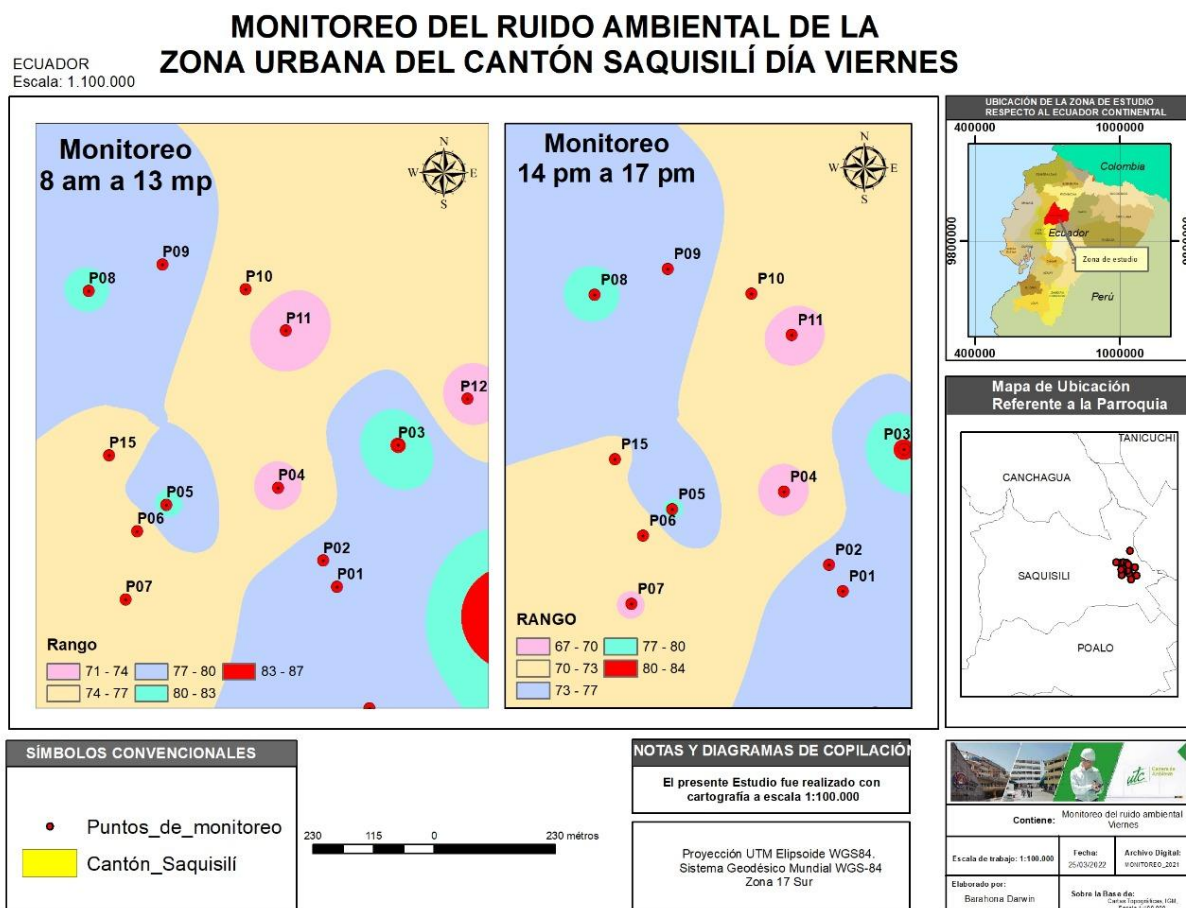 MONITOREO DEL RUIDO AMBIENTAL DE LA
ZONA URBANA DEL CANTÓN SAQUISILÍ DÍA VIERNES
ECUADOR
Escala: 1.100.000
Monitoreo
8 am a 13 mp
N
W E
S
P09
P08
P10
P11
P12
P03
P15
P04
P05
P06
P02
P01
P07
Rango
71 - 74
77 - 80
83 - 87
74 - 77
80 - 83
Monitoreo
14 pm a 17 pm
N
W E
S
P09
P08
P10
P11
P03
P15
P04
P05
P06
P02
P01
P07
RANGO
67 - 70
77 - 80
70 - 73
80 - 84
73 - 77
UBICACIÓN DE LA ZONA DE ESTUDIO
RESPECTO AL ECUADOR CONTINENTAL
400000 1000000
Colombia
Ecuador
9800000 9800000
Zona de estudio
Perú
400000 1000000
Mapa de Ubicación
Referente a la Parroquia
TANICUCHI
CANCHAGUA
SAQUISILI
POALO
SÍMBOLOS CONVENCIONALES
Puntos_de_monitoreo
Cantón_Saquisilí
230 115 0 230 métros
NOTAS Y DIAGRAMAS DE COPILACIÓN
El presente Estudio fue realizado con
cartografía a escala 1:100.000
Proyección UTM Elipsoide WGS84.
Sistema Geodésico Mundial WGS-84
Zona 17 Sur
utc
Contiene: Monitoreo del ruido ambiental
Viernes
Escala de trabajo: 1:100.000
Fecha:
25/03/2022
Archivo Digital:
MONITOREO_2021
Elaborado por:
Barahona Darwin
Sobre la Base de:
Cartas Topográficas, IGM,